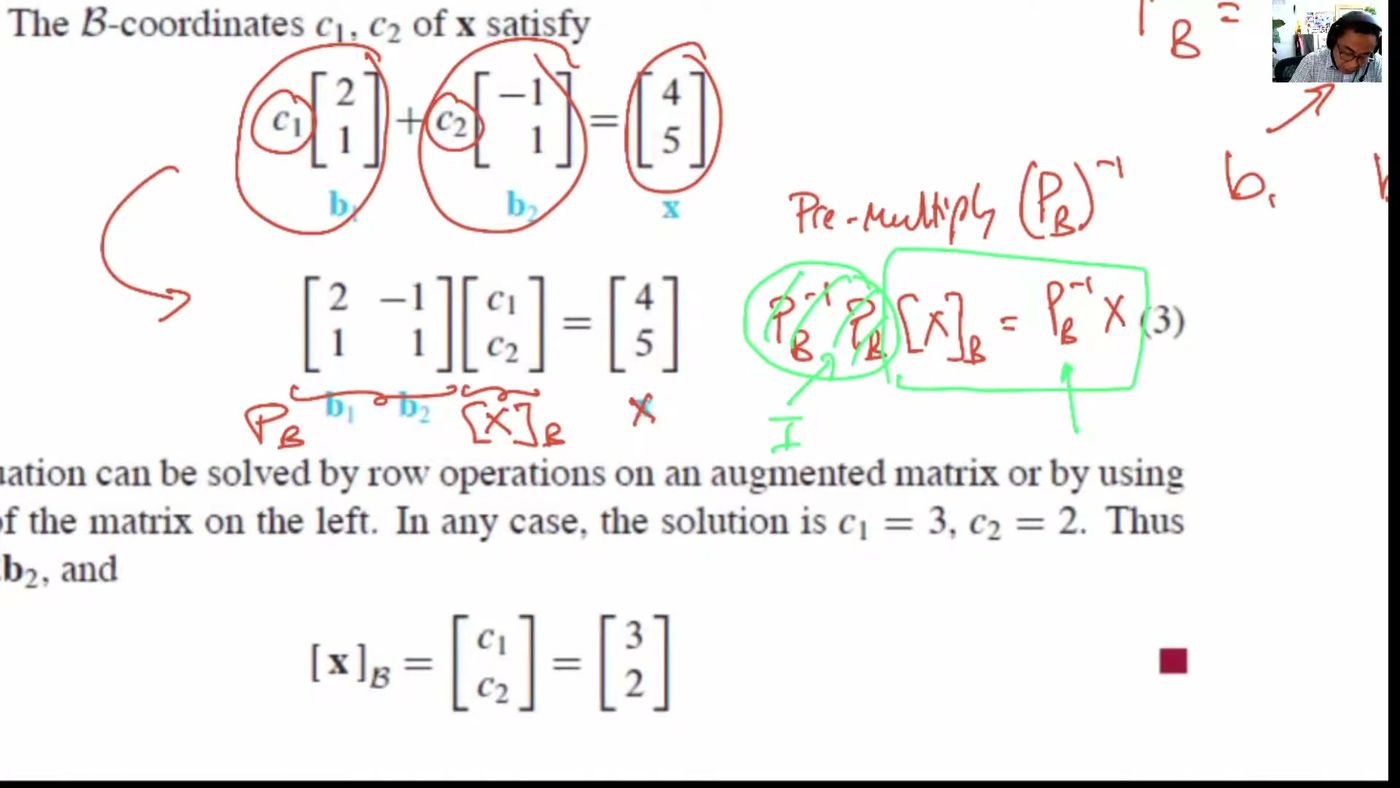 The B-coordinates c₁, c₂ of x satisfy
P_B =
c₁ [2 1] + c₂ [−1 1] = [4 5]
b₁ b₂ x
Pre-multiply (P_B)⁻¹
b₁
[2 −1 1 1] [c₁ c₂] = [4 5] P_B⁻¹ P_B [x]_B = P_B⁻¹ x (3)
b₁ b₂
P_B [x]_B x
I
uation can be solved by row operations on an augmented matrix or by using
of the matrix on the left. In any case, the solution is c₁ = 3, c₂ = 2. Thus
b₂, and
[x]_B = [c₁ c₂] = [3 2]